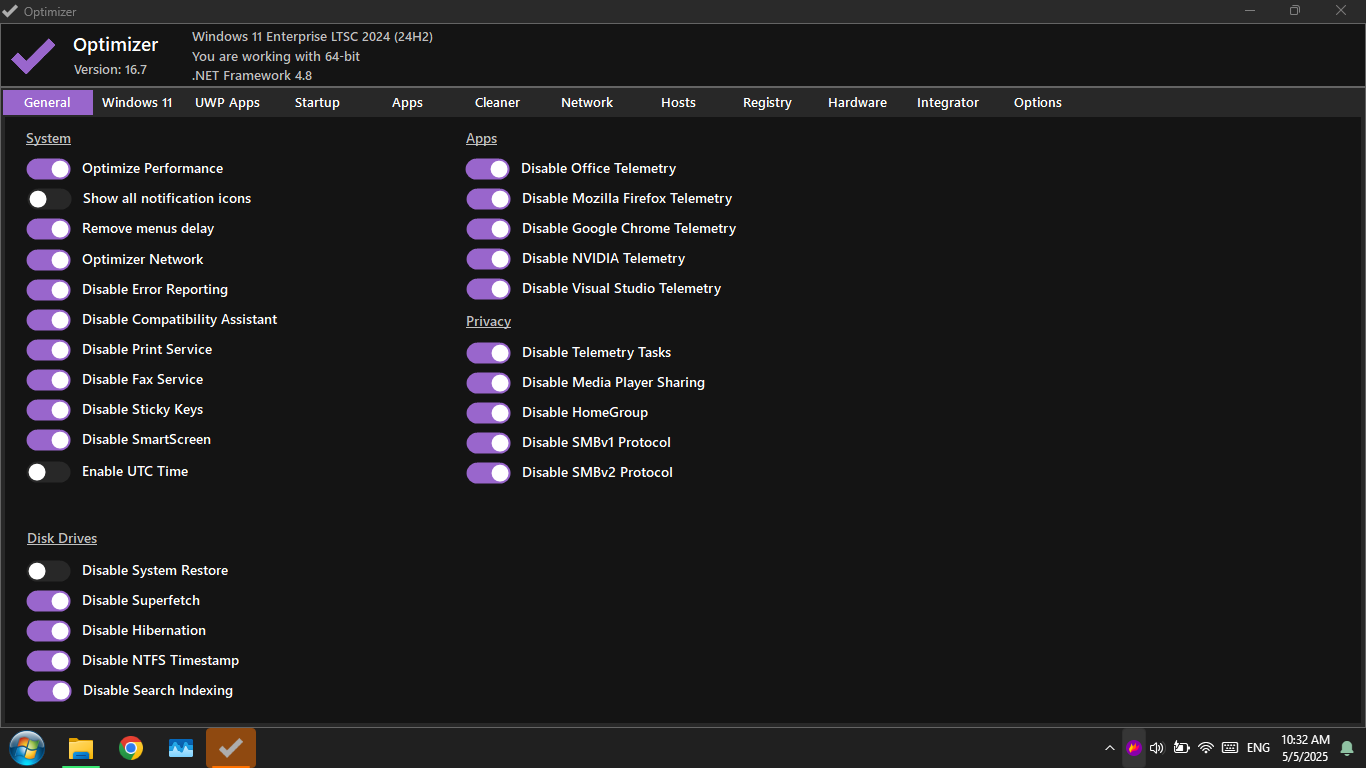 Optimizer
Optimizer
Version: 16.7
Windows 11 Enterprise LTSC 2024 (24H2)
You are working with 64-bit
.NET Framework 4.8
General Windows 11 UWP Apps Startup Apps Cleaner Network Hosts Registry Hardware Integrator Options
System
Optimize Performance
Show all notification icons
Remove menus delay
Optimizer Network
Disable Error Reporting
Disable Compatibility Assistant
Disable Print Service
Disable Fax Service
Disable Sticky Keys
Disable SmartScreen
Enable UTC Time
Disk Drives
Disable System Restore
Disable Superfetch
Disable Hibernation
Disable NTFS Timestamp
Disable Search Indexing
Apps
Disable Office Telemetry
Disable Mozilla Firefox Telemetry
Disable Google Chrome Telemetry
Disable NVIDIA Telemetry
Disable Visual Studio Telemetry
Privacy
Disable Telemetry Tasks
Disable Media Player Sharing
Disable HomeGroup
Disable SMBv1 Protocol
Disable SMBv2 Protocol
ENG
10:32 AM
5/5/2025